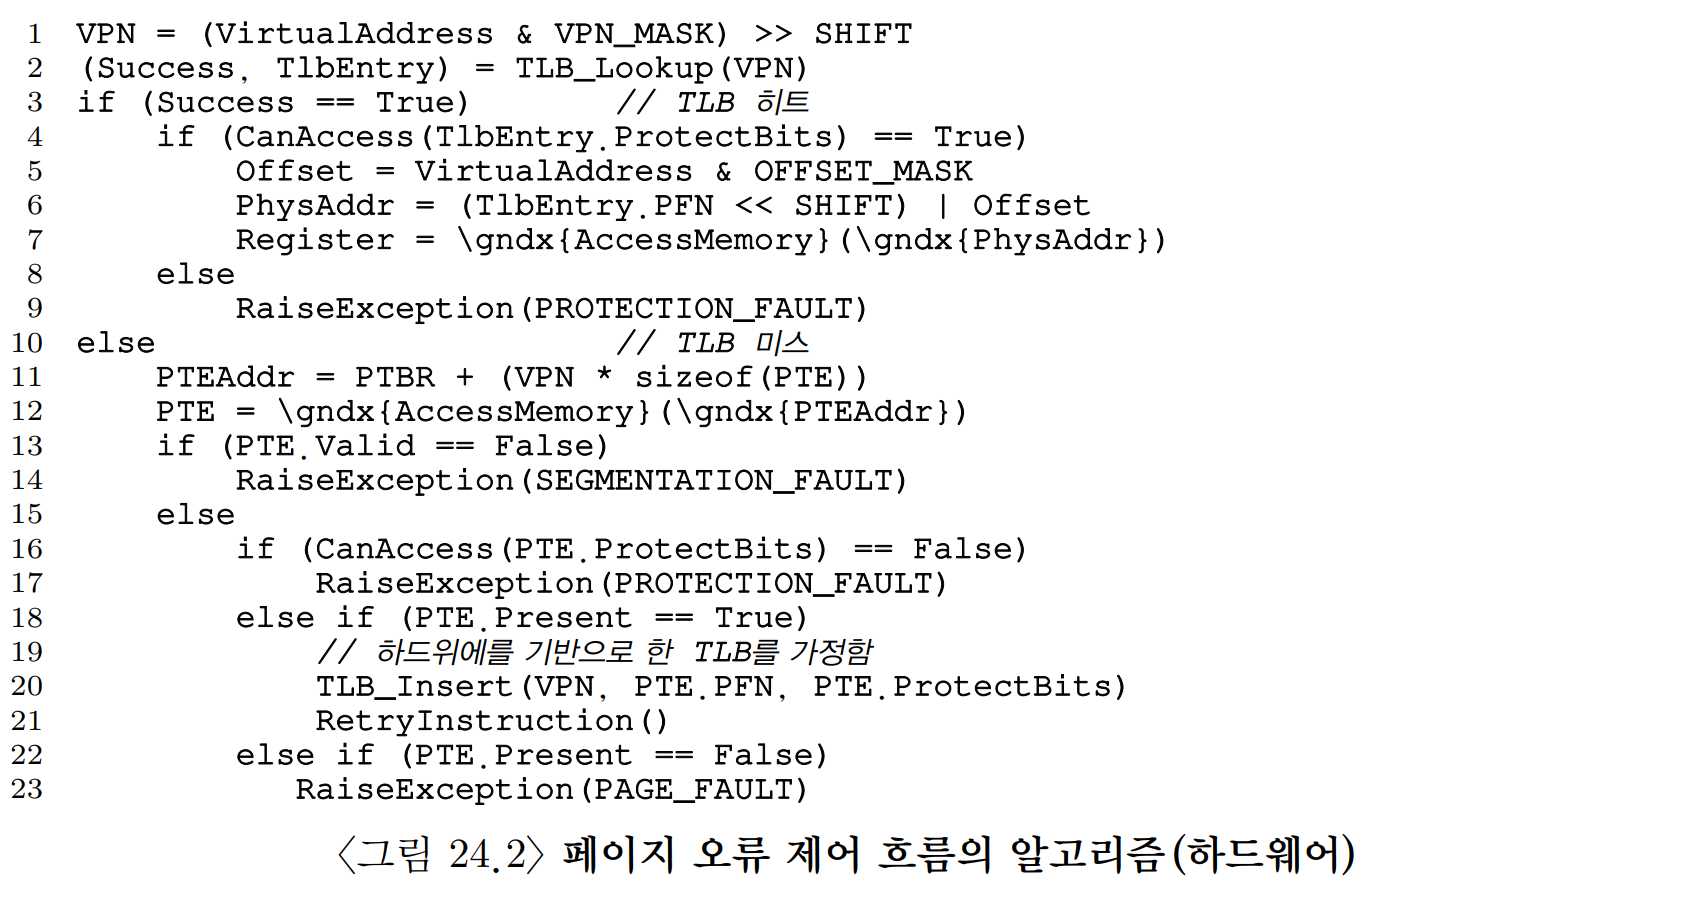 1 VPN = (VirtualAddress & VPN_MASK) >> SHIFT
2 (Success, TlbEntry) = TLB_Lookup(VPN)
3 if (Success == True) // TLB 히트
4 if (CanAccess(TlbEntry.ProtectBits) == True)
5 Offset = VirtualAddress & OFFSET_MASK
6 PhysAddr = (TlbEntry.PFN << SHIFT) | Offset
7 Register = \gndx{AccessMemory}(\gndx{PhysAddr})
8 else
9 RaiseException(PROTECTION_FAULT)
10 else // TLB 미스
11 PTEAddr = PTBR + (VPN * sizeof(PTE))
12 PTE = \gndx{AccessMemory}(\gndx{PTEAddr})
13 if (PTE.Valid == False)
14 RaiseException(SEGMENTATION_FAULT)
15 else
16 if (CanAccess(PTE.ProtectBits) == False)
17 RaiseException(PROTECTION_FAULT)
18 else if (PTE.Present == True)
19 // 하드위에를 기반으로 한 TLB를 가정함
20 TLB_Insert(VPN, PTE.PFN, PTE.ProtectBits)
21 RetryInstruction()
22 else if (PTE.Present == False)
23 RaiseException(PAGE_FAULT)
〈그림 24.2〉 페이지 오류 제어 흐름의 알고리즘(하드웨어)